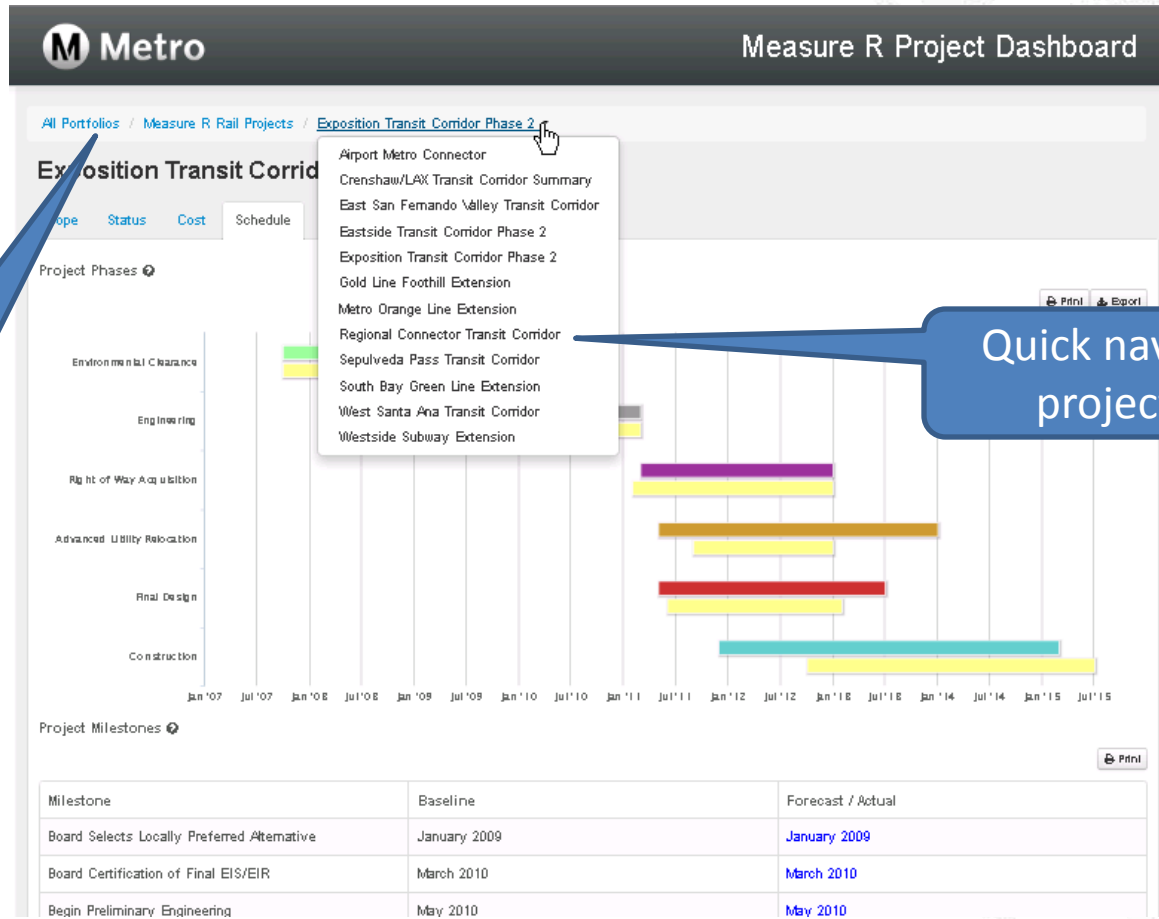 M Metro
Measure R Project Dashboard
All Portfolios / Measure R Rail Projects / Exposition Transit Corridor Phase 2
Exposition Transit Corrid
ope Status Cost Schedule
Airport Metro Connector
Crenshaw/LAX Transit Corridor Summary
East San Fernando Valley Transit Corridor
Eastside Transit Corridor Phase 2
Exposition Transit Corridor Phase 2
Gold Line Foothill Extension
Metro Orange Line Extension
Regional Connector Transit Corridor
Sepulveda Pass Transit Corridor
South Bay Green Line Extension
West Santa Ana Transit Corridor
Westside Subway Extension
Project Phases
Print Export
Quick nav
projec
Environmental Clearance
Engineering
Right of Way Acquisition
Advanced Utility Relocation
Final Design
Construction
Jan '07 Jul '07 Jan '08 Jul '08 Jan '09 Jul '09 Jan '10 Jul '10 Jan '11 Jul '11 Jan '12 Jul '12 Jan '13 Jul '13 Jan '14 Jul '14 Jan '15 Jul '15
Project Milestones
Print
Milestone Baseline Forecast / Actual
Board Selects Locally Preferred Alternative January 2009 January 2009
Board Certification of Final EIS/EIR March 2010 March 2010
Begin Preliminary Engineering May 2010 May 2010